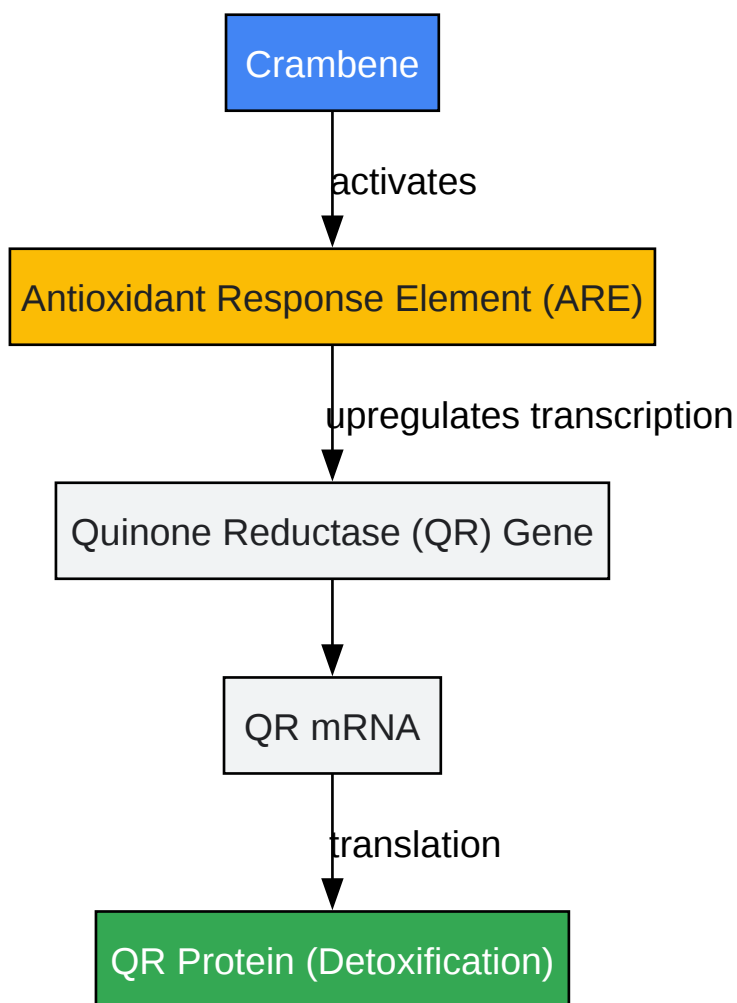 Crambene
activates
Antioxidant Response Element (ARE)
upregulates transcription
Quinone Reductase (QR) Gene
QR mRNA
translation
QR Protein (Detoxification)